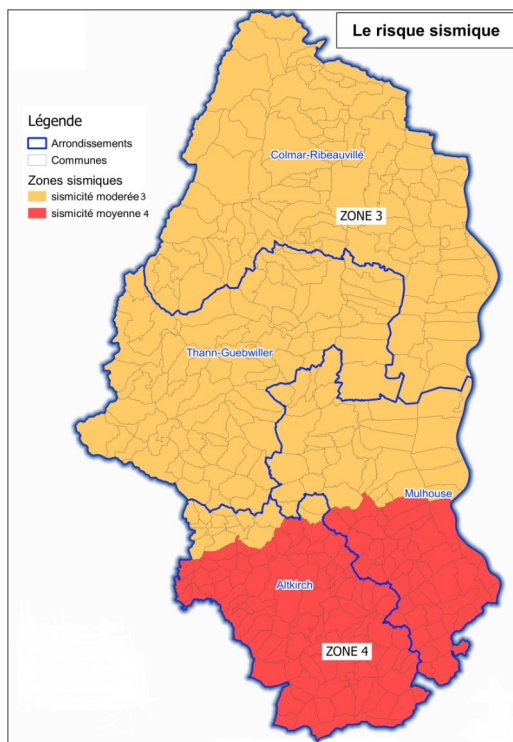 Le risque sismique
Légende
Arrondissements
Communes
Zones sismiques
sismicité moderée 3
sismicité moyenne 4
Colmar-Ribeauvillé
ZONE 3
Thann-Guebwiller
Mulhouse
Altkirch
ZONE 4